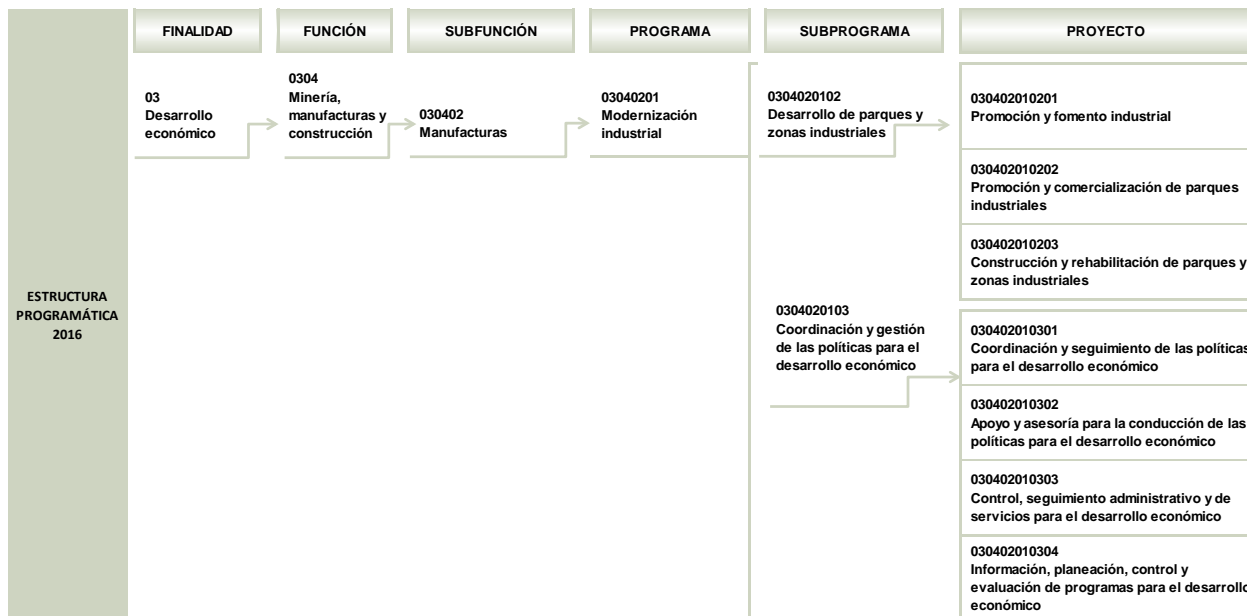 FINALIDAD
FUNCIÓN
SUBFUNCIÓN
PROGRAMA
SUBPROGRAMA
PROYECTO
ESTRUCTURA
PROGRAMÁTICA
2016
03
Desarrollo
económico
0304
Minería,
manufacturas y
construcción
030402
Manufacturas
03040201
Modernización
industrial
0304020102
Desarrollo de parques y
zonas industriales
030402010201
Promoción y fomento industrial
030402010202
Promoción y comercialización de parques
industriales
030402010203
Construcción y rehabilitación de parques y
zonas industriales
0304020103
Coordinación y gestión
de las políticas para el
desarrollo económico
030402010301
Coordinación y seguimiento de las políticas
para el desarrollo económico
030402010302
Apoyo y asesoría para la conducción de las
políticas para el desarrollo económico
030402010303
Control, seguimiento administrativo y de
servicios para el desarrollo económico
030402010304
Información, planeación, control y
evaluación de programas para el desarrollo
económico